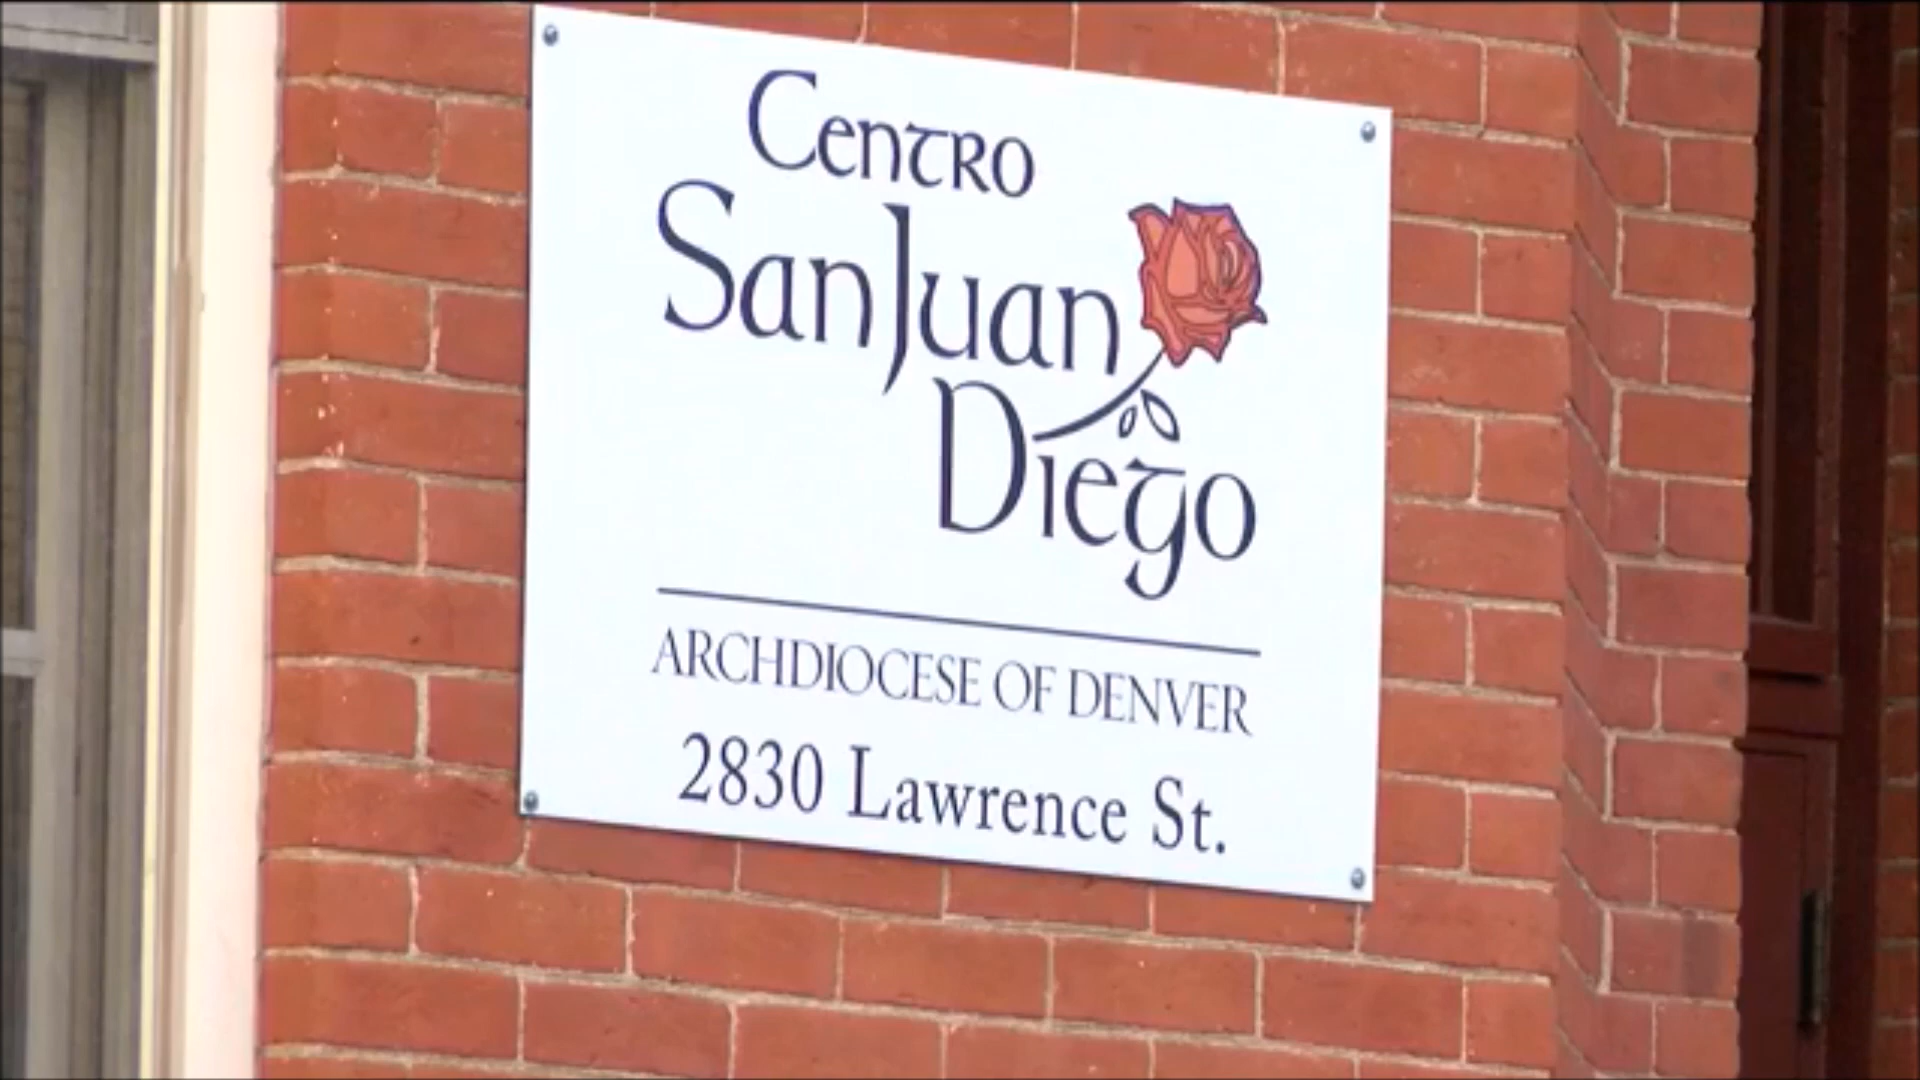 Centro
San Juan
Diego
ARCHDIOCESE OF DENVER
2830 Lawrence St.